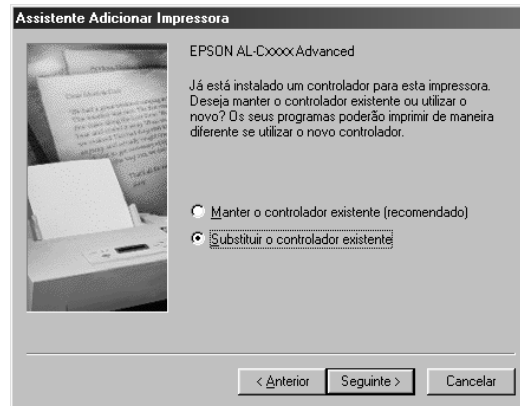 Assistente Adicionar Impressora
EPSON AL-Cxxxx Advanced
Já está instalado um controlador para esta impressora.
Deseja manter o controlador existente ou utilizar o
novo? Os seus programas poderão imprimir de maneira
diferente se utilizar o novo controlador.
Manter o controlador existente (recomendado)
Substituir o controlador existente
< Anterior
Seguinte >
Cancelar